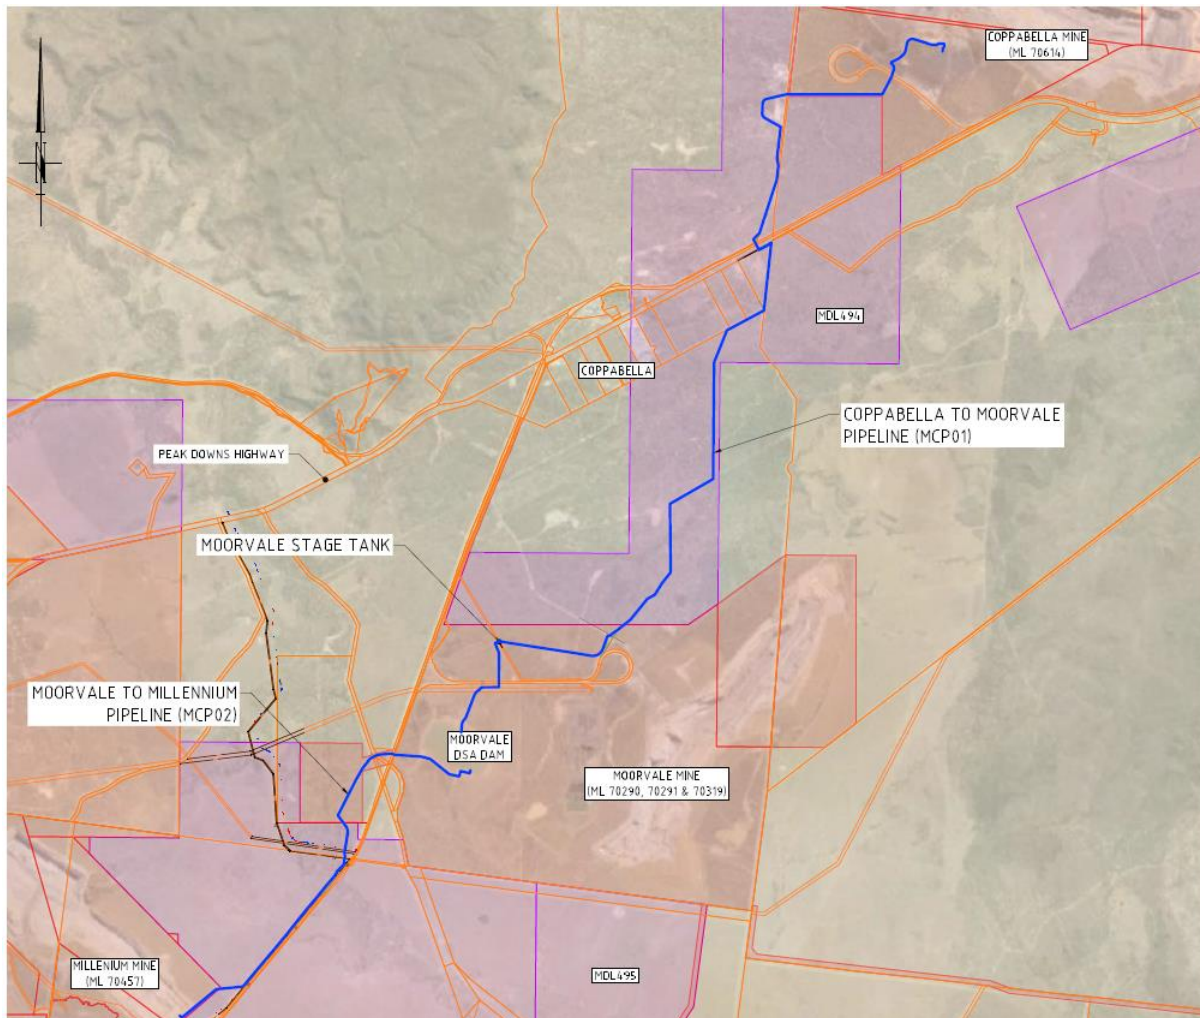 COPPABELLA MINE
(ML 70614)
N
MDL494
COPPABELLA
COPPABELLA TO MOORVALE
PIPELINE (MCP01)
PEAK DOWNS HIGHWAY
MOORVALE STAGE TANK
MOORVALE TO MILLENNIUM
PIPELINE (MCP02)
MOORVALE
DSA DAM
MOORVALE MINE
(ML 70290, 70291 & 70319)
MILLENIUM MINE
(ML 70457)
MDL495